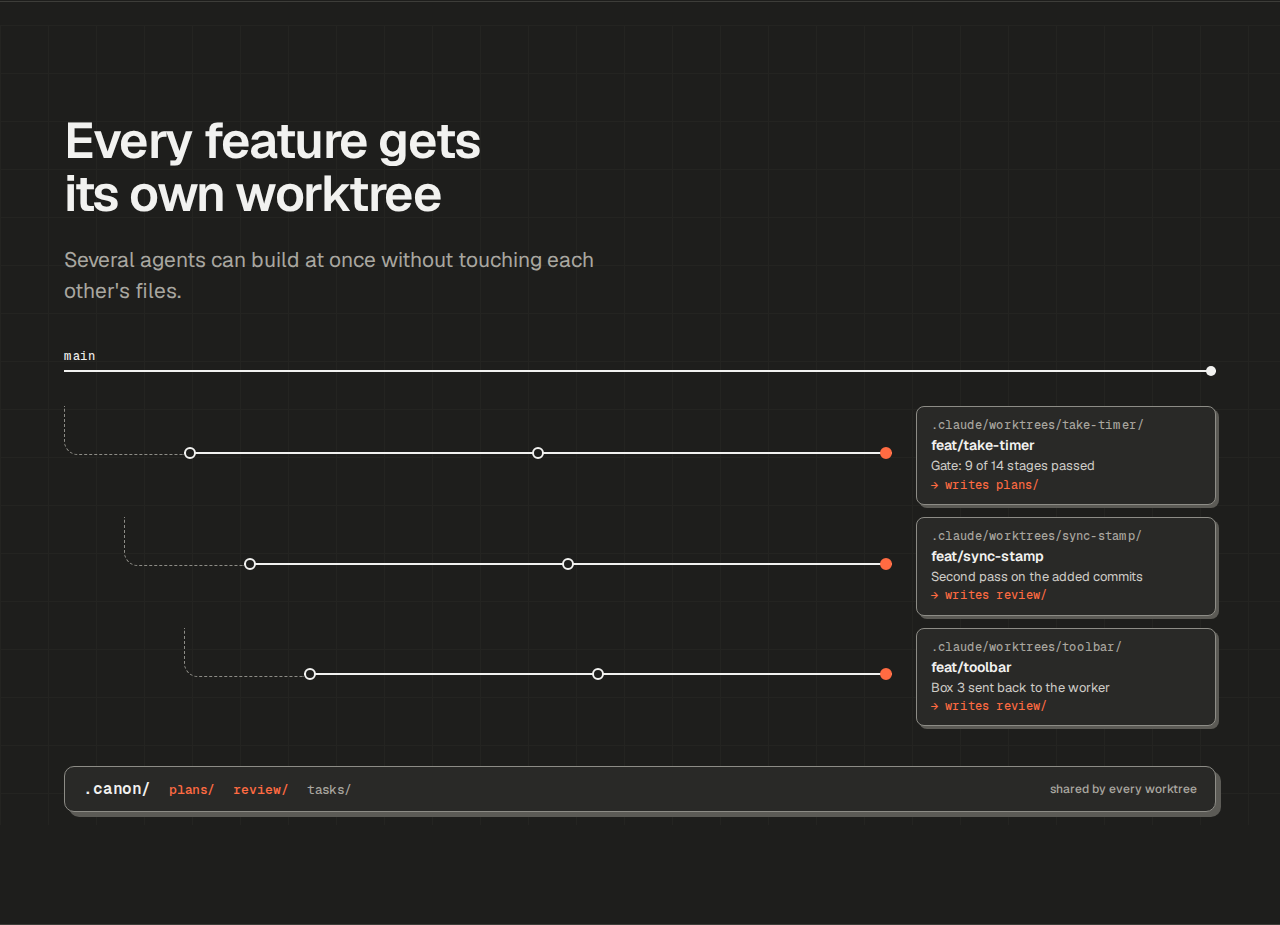 Every feature gets
its own worktree
Several agents can build at once without touching each
other's files.
main
.claude/worktrees/take-timer/
feat/take-timer
Gate: 9 of 14 stages passed
→ writes plans/
.claude/worktrees/sync-stamp/
feat/sync-stamp
Second pass on the added commits
→ writes review/
.claude/worktrees/toolbar/
feat/toolbar
Box 3 sent back to the worker
→ writes review/
.canon/ plans/ review/ tasks/ shared by every worktree